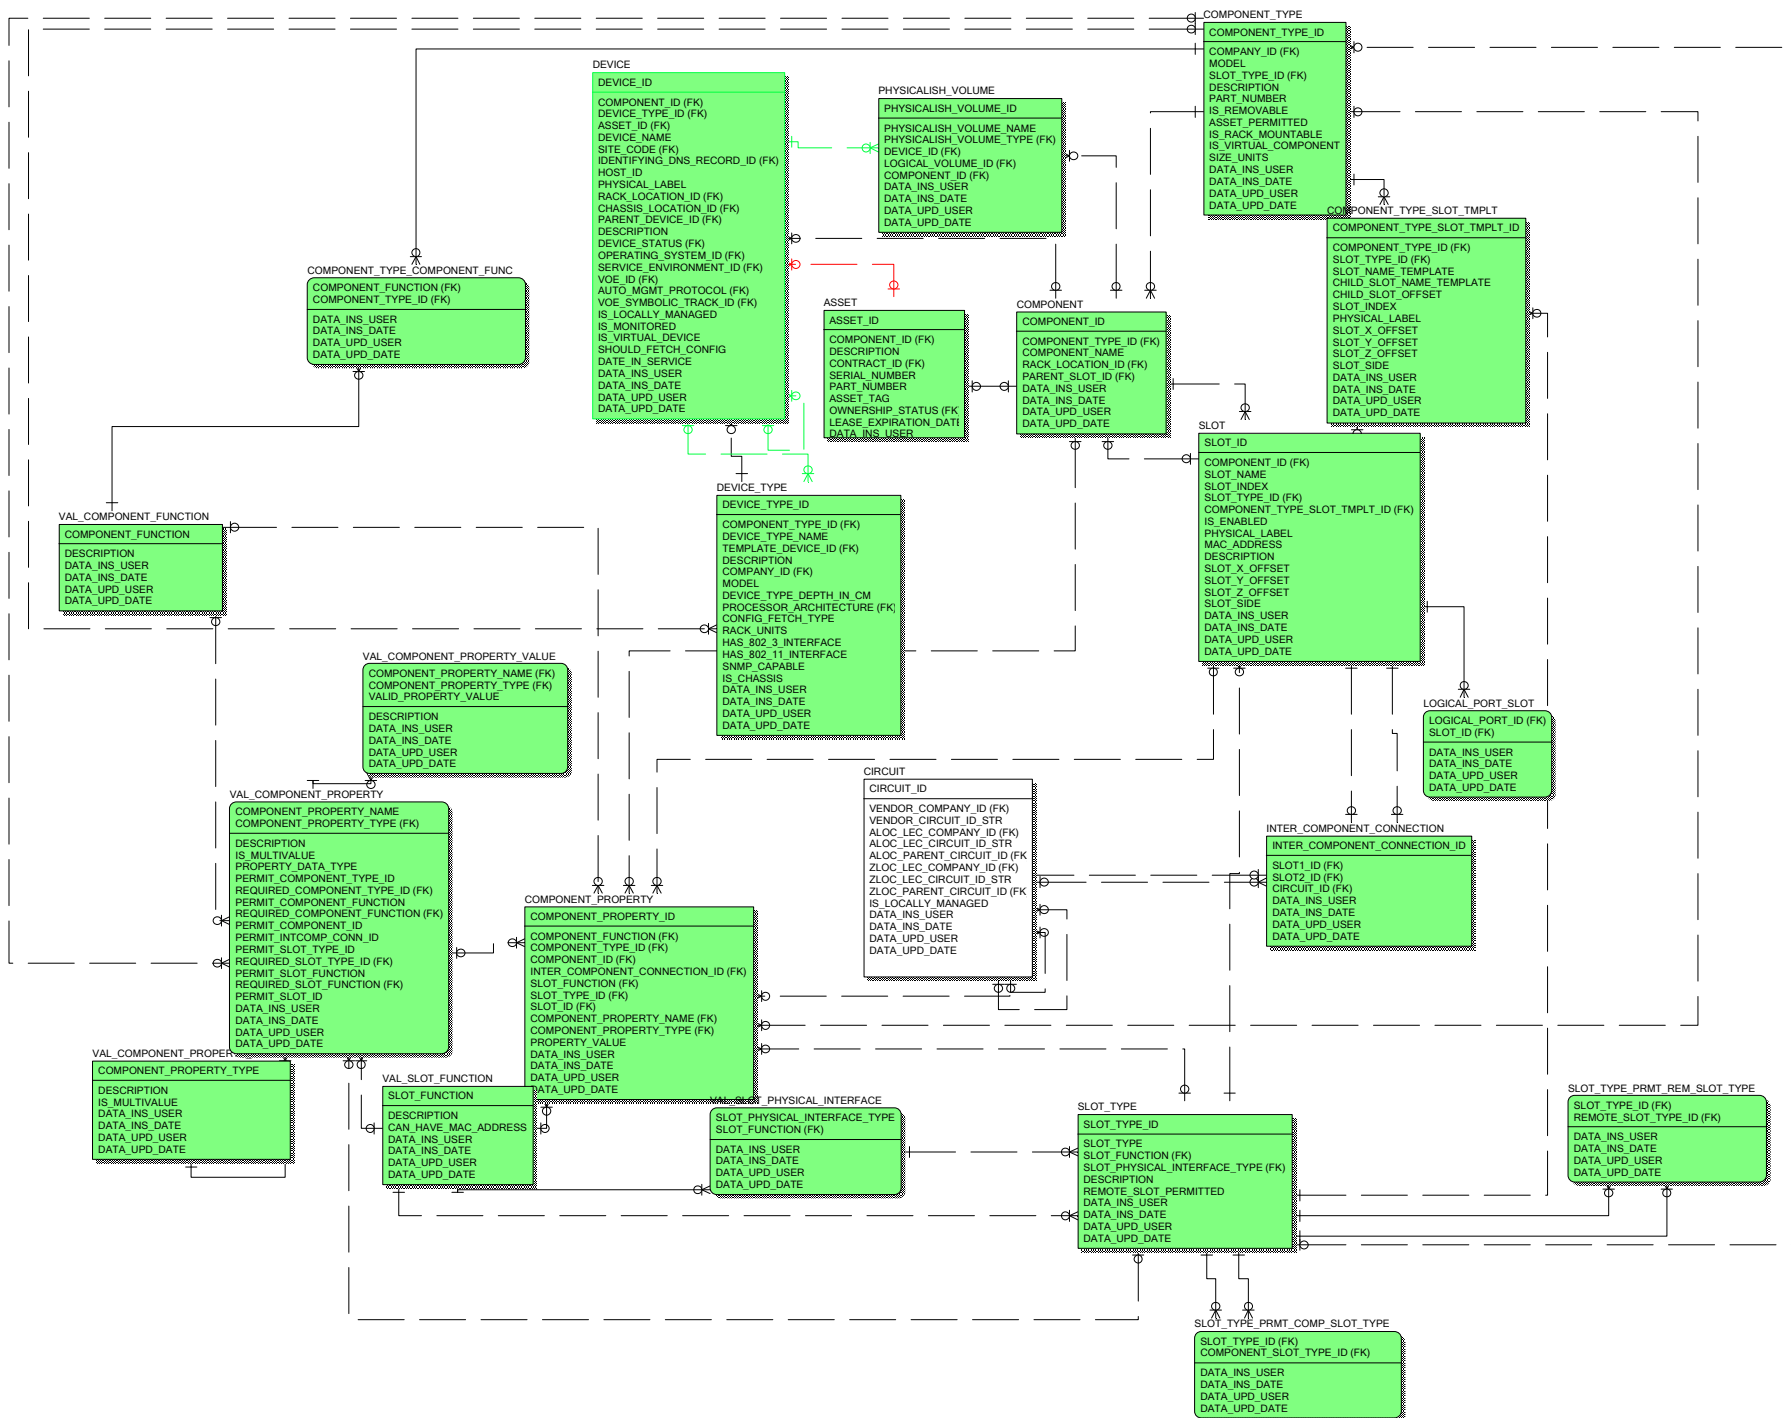 COMPONENT_TYPE
COMPONENT_TYPE_ID
COMPANY_ID (FK)
MODEL
SLOT_TYPE_ID (FK)
DESCRIPTION
PART_NUMBER
IS_REMOVABLE
ASSET_PERMITTED
IS_RACK_MOUNTABLE
IS_VIRTUAL_COMPONENT
SIZE_UNITS
DATA_INS_USER
DATA_INS_DATE
DATA_UPD_USER
DATA_UPD_DATE
DEVICE
DEVICE_ID
COMPONENT_ID (FK)
DEVICE_TYPE_ID (FK)
ASSET_ID (FK)
DEVICE_NAME
SITE_CODE (FK)
IDENTIFYING_DNS_RECORD_ID (FK)
HOST_ID
PHYSICAL_LABEL
RACK_LOCATION_ID (FK)
CHASSIS_LOCATION_ID (FK)
PARENT_DEVICE_ID (FK)
DESCRIPTION
DEVICE_STATUS (FK)
OPERATING_SYSTEM_ID (FK)
SERVICE_ENVIRONMENT_ID (FK)
VOE_ID (FK)
AUTO_MGMT_PROTOCOL (FK)
VOE_SYMBOLIC_TRACK_ID (FK)
IS_LOCALLY_MANAGED
IS_MONITORED
IS_VIRTUAL_DEVICE
SHOULD_FETCH_CONFIG
DATE_IN_SERVICE
DATA_INS_USER
DATA_INS_DATE
DATA_UPD_USER
DATA_UPD_DATE
PHYSICALISH_VOLUME
PHYSICALISH_VOLUME_ID
PHYSICALISH_VOLUME_NAME
PHYSICALISH_VOLUME_TYPE (FK)
DEVICE_ID (FK)
LOGICAL_VOLUME_ID (FK)
COMPONENT_ID (FK)
DATA_INS_USER
DATA_INS_DATE
DATA_UPD_USER
DATA_UPD_DATE
COMPONENT_TYPE_SLOT_TMPLT
COMPONENT_TYPE_SLOT_TMPLT_ID
COMPONENT_TYPE_ID (FK)
SLOT_TYPE_ID (FK)
SLOT_NAME_TEMPLATE
CHILD_SLOT_NAME_TEMPLATE
CHILD_SLOT_OFFSET
SLOT_INDEX
PHYSICAL_LABEL
SLOT_X_OFFSET
SLOT_Y_OFFSET
SLOT_Z_OFFSET
SLOT_SIDE
DATA_INS_USER
DATA_INS_DATE
DATA_UPD_USER
DATA_UPD_DATE
COMPONENT_TYPE_COMPONENT_FUNC
COMPONENT_FUNCTION (FK)
COMPONENT_TYPE_ID (FK)
DATA_INS_USER
DATA_INS_DATE
DATA_UPD_USER
DATA_UPD_DATE
ASSET
ASSET_ID
COMPONENT_ID (FK)
DESCRIPTION
CONTRACT_ID (FK)
SERIAL_NUMBER
PART_NUMBER
ASSET_TAG
OWNERSHIP_STATUS (FK
LEASE_EXPIRATION_DATE
DATA_INS_USER
COMPONENT
COMPONENT_ID
COMPONENT_TYPE_ID (FK)
COMPONENT_NAME
RACK_LOCATION_ID (FK)
PARENT_SLOT_ID (FK)
DATA_INS_USER
DATA_INS_DATE
DATA_UPD_USER
DATA_UPD_DATE
SLOT
SLOT_ID
COMPONENT_ID (FK)
SLOT_NAME
SLOT_INDEX
SLOT_TYPE_ID (FK)
COMPONENT_TYPE_SLOT_TMPLT_ID (FK)
IS_ENABLED
PHYSICAL_LABEL
MAC_ADDRESS
DESCRIPTION
SLOT_X_OFFSET
SLOT_Y_OFFSET
SLOT_Z_OFFSET
SLOT_SIDE
DATA_INS_USER
DATA_INS_DATE
DATA_UPD_USER
DATA_UPD_DATE
DEVICE_TYPE
DEVICE_TYPE_ID
COMPONENT_TYPE_ID (FK)
DEVICE_TYPE_NAME
TEMPLATE_DEVICE_ID (FK)
DESCRIPTION
COMPANY_ID (FK)
MODEL
DEVICE_TYPE_DEPTH_IN_CM
PROCESSOR_ARCHITECTURE (FK)
CONFIG_FETCH_TYPE
RACK_UNITS
HAS_802_3_INTERFACE
HAS_802_11_INTERFACE
SNMP_CAPABLE
IS_CHASSIS
DATA_INS_USER
DATA_INS_DATE
DATA_UPD_USER
DATA_UPD_DATE
VAL_COMPONENT_FUNCTION
COMPONENT_FUNCTION
DESCRIPTION
DATA_INS_USER
DATA_INS_DATE
DATA_UPD_USER
DATA_UPD_DATE
VAL_COMPONENT_PROPERTY_VALUE
COMPONENT_PROPERTY_NAME (FK)
COMPONENT_PROPERTY_TYPE (FK)
VALID_PROPERTY_VALUE
DESCRIPTION
DATA_INS_USER
DATA_INS_DATE
DATA_UPD_USER
DATA_UPD_DATE
LOGICAL_PORT_SLOT
LOGICAL_PORT_ID (FK)
SLOT_ID (FK)
DATA_INS_USER
DATA_INS_DATE
DATA_UPD_USER
DATA_UPD_DATE
CIRCUIT
CIRCUIT_ID
VENDOR_COMPANY_ID (FK)
VENDOR_CIRCUIT_ID_STR
ALOC_LEC_COMPANY_ID (FK)
ALOC_LEC_CIRCUIT_ID_STR
ALOC_PARENT_CIRCUIT_ID (FK
ZLOC_LEC_COMPANY_ID (FK)
ZLOC_LEC_CIRCUIT_ID_STR
ZLOC_PARENT_CIRCUIT_ID (FK
IS_LOCALLY_MANAGED
DATA_INS_USER
DATA_INS_DATE
DATA_UPD_USER
DATA_UPD_DATE
VAL_COMPONENT_PROPERTY
COMPONENT_PROPERTY_NAME
COMPONENT_PROPERTY_TYPE (FK)
DESCRIPTION
IS_MULTIVALUE
PROPERTY_DATA_TYPE
PERMIT_COMPONENT_TYPE_ID
REQUIRED_COMPONENT_TYPE_ID (FK)
PERMIT_COMPONENT_FUNCTION
REQUIRED_COMPONENT_FUNCTION (FK)
PERMIT_COMPONENT_ID
PERMIT_INTCOMP_CONN_ID
PERMIT_SLOT_TYPE_ID
REQUIRED_SLOT_TYPE_ID (FK)
PERMIT_SLOT_FUNCTION
REQUIRED_SLOT_FUNCTION (FK)
PERMIT_SLOT_ID
DATA_INS_USER
DATA_INS_DATE
DATA_UPD_USER
DATA_UPD_DATE
INTER_COMPONENT_CONNECTION
INTER_COMPONENT_CONNECTION_ID
SLOT1_ID (FK)
SLOT2_ID (FK)
CIRCUIT_ID (FK)
DATA_INS_USER
DATA_INS_DATE
DATA_UPD_USER
DATA_UPD_DATE
COMPONENT_PROPERTY
COMPONENT_PROPERTY_ID
COMPONENT_FUNCTION (FK)
COMPONENT_TYPE_ID (FK)
COMPONENT_ID (FK)
INTER_COMPONENT_CONNECTION_ID (FK)
SLOT_FUNCTION (FK)
SLOT_TYPE_ID (FK)
SLOT_ID (FK)
COMPONENT_PROPERTY_NAME (FK)
COMPONENT_PROPERTY_TYPE (FK)
PROPERTY_VALUE
DATA_INS_USER
DATA_INS_DATE
DATA_UPD_USER
DATA_UPD_DATE
VAL_COMPONENT_PROPER
COMPONENT_PROPERTY_TYPE
DESCRIPTION
IS_MULTIVALUE
DATA_INS_USER
DATA_INS_DATE
DATA_UPD_USER
DATA_UPD_DATE
VAL_SLOT_FUNCTION
SLOT_FUNCTION
DESCRIPTION
CAN_HAVE_MAC_ADDRESS
DATA_INS_USER
DATA_INS_DATE
DATA_UPD_USER
DATA_UPD_DATE
VAL_SLOT_PHYSICAL_INTERFACE
SLOT_PHYSICAL_INTERFACE_TYPE
SLOT_FUNCTION (FK)
DATA_INS_USER
DATA_INS_DATE
DATA_UPD_USER
DATA_UPD_DATE
SLOT_TYPE
SLOT_TYPE_ID
SLOT_TYPE
SLOT_FUNCTION (FK)
SLOT_PHYSICAL_INTERFACE_TYPE (FK)
DESCRIPTION
REMOTE_SLOT_PERMITTED
DATA_INS_USER
DATA_INS_DATE
DATA_UPD_USER
DATA_UPD_DATE
SLOT_TYPE_PRMT_REM_SLOT_TYPE
SLOT_TYPE_ID (FK)
REMOTE_SLOT_TYPE_ID (FK)
DATA_INS_USER
DATA_INS_DATE
DATA_UPD_USER
DATA_UPD_DATE
SLOT_TYPE_PRMT_COMP_SLOT_TYPE
SLOT_TYPE_ID (FK)
COMPONENT_SLOT_TYPE_ID (FK)
DATA_INS_USER
DATA_INS_DATE
DATA_UPD_USER
DATA_UPD_DATE